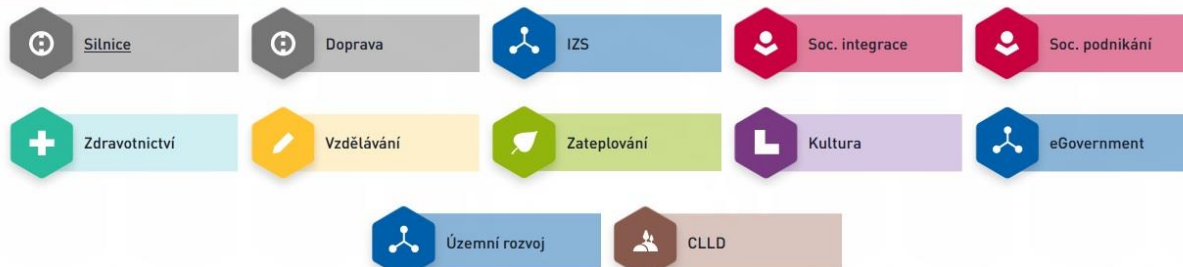 Silnice
Doprava
IZS
Soc. integrace
Soc. podnikání
Zdravotnictví
Vzdělávání
Zateplování
Kultura
eGovernment
Územní rozvoj
CLLD